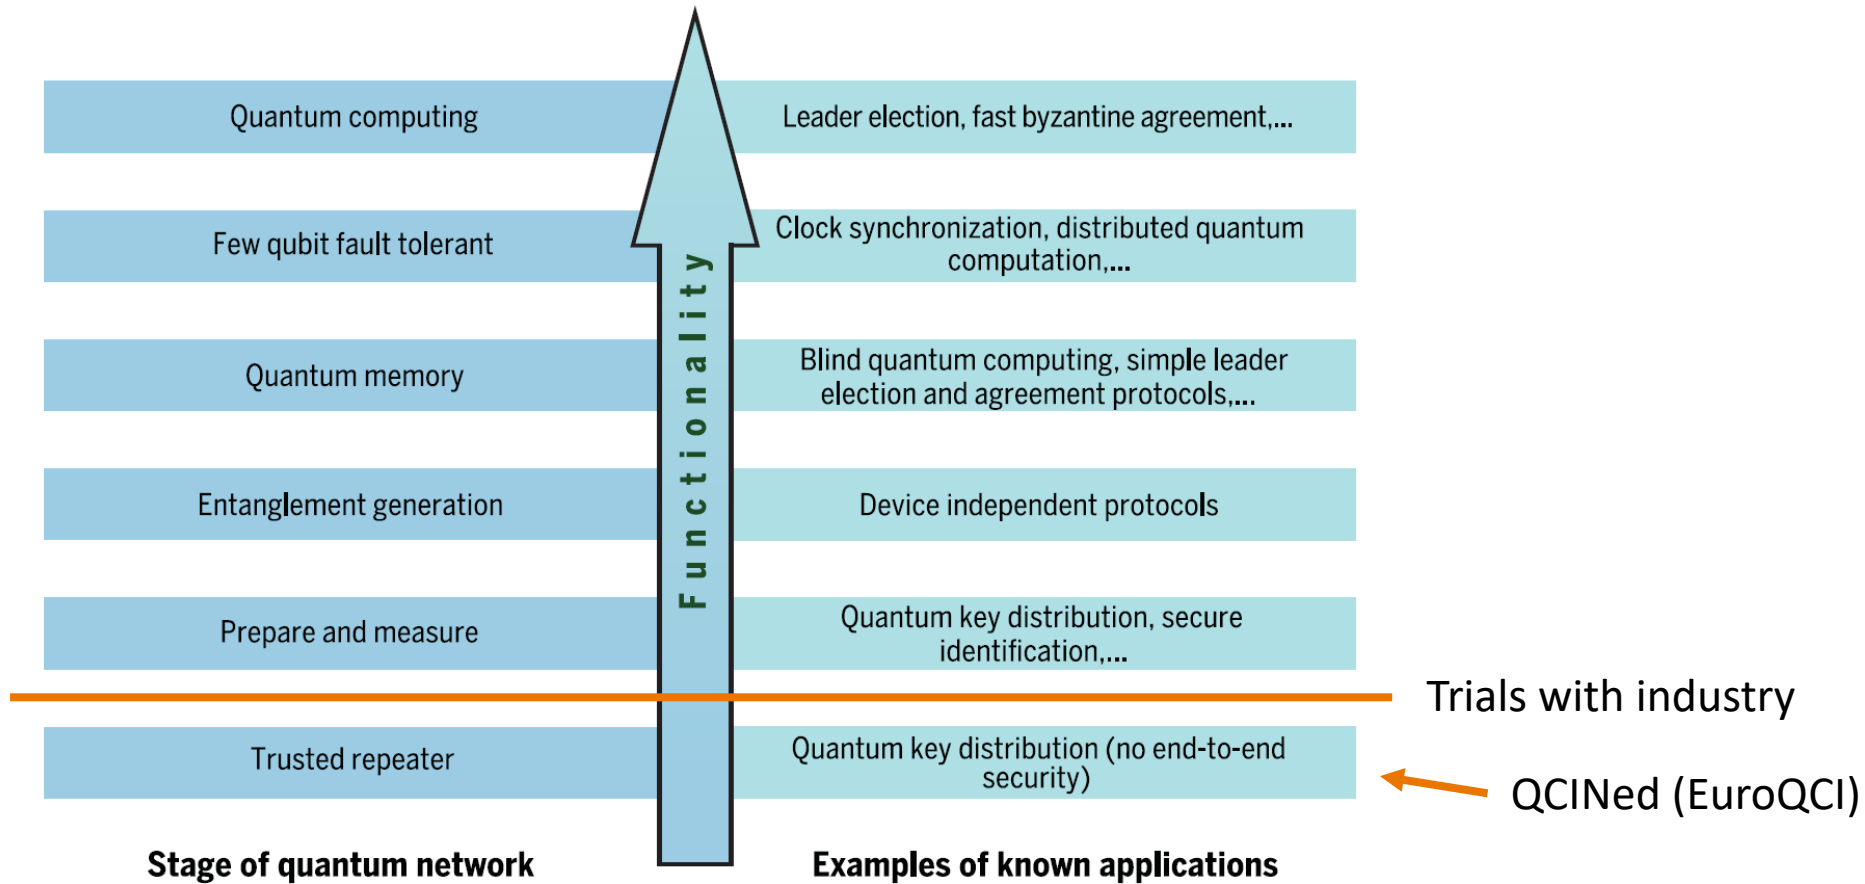 Quantum computing
Leader election, fast byzantine agreement,...
Few qubit fault tolerant
Clock synchronization, distributed quantum
computation,...
Functionality
Quantum memory
Blind quantum computing, simple leader
election and agreement protocols,...
Entanglement generation
Device independent protocols
Prepare and measure
Quantum key distribution, secure
identification,...
Trials with industry
Trusted repeater
Quantum key distribution (no end-to-end
security)
QCINed (EuroQCI)
Stage of quantum network
Examples of known applications